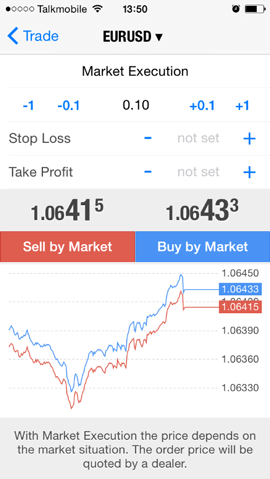 Talkmobile 13:50
Trade EURUSD ▾
Market Execution
-1 -0.1 0.10 +0.1 +1
Stop Loss - not set +
Take Profit - not set +
1.06415 1.06433
Sell by Market Buy by Market
1.06450
1.06433
1.06415
1.06390
1.06360
1.06330
With Market Execution the price depends on
the market situation. The order price will be
quoted by a dealer.